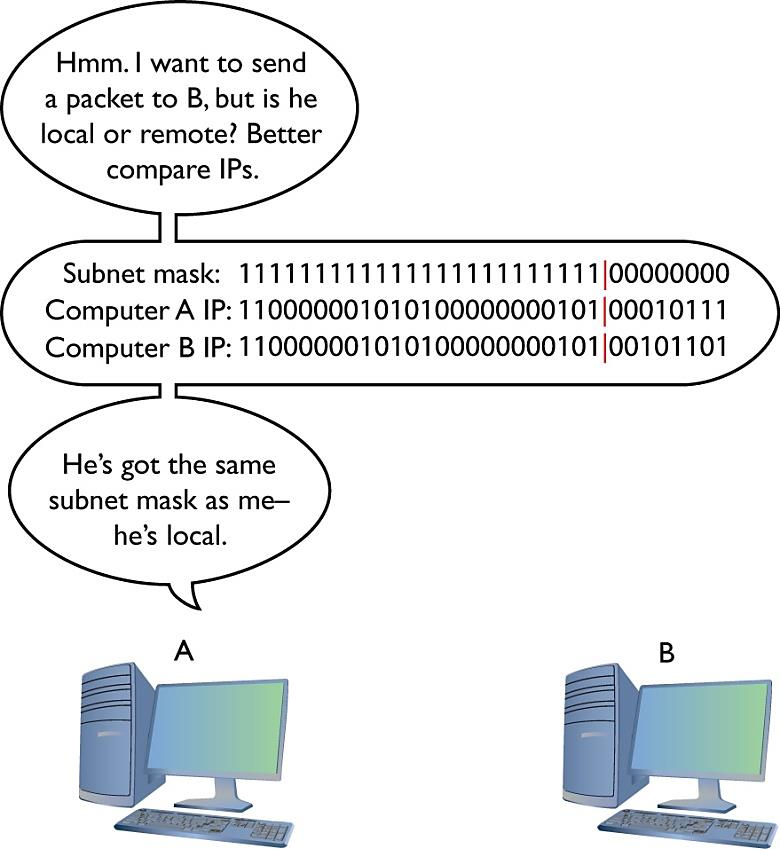 Hmm. I want to send
a packet to B, but is he
local or remote? Better
compare IPs.
Subnet mask: 111111111111111111111111|00000000
Computer A IP: 110000001010100000000101|00010111
Computer B IP: 110000001010100000000101|00101101
He’s got the same
subnet mask as me–
he’s local.
A
B